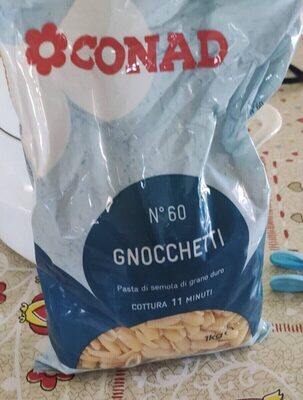 CONAD
N° 60
GNOCCHETTI
Pasta di semola di grano duro
COTTURA 11 MINUTI
1kg e